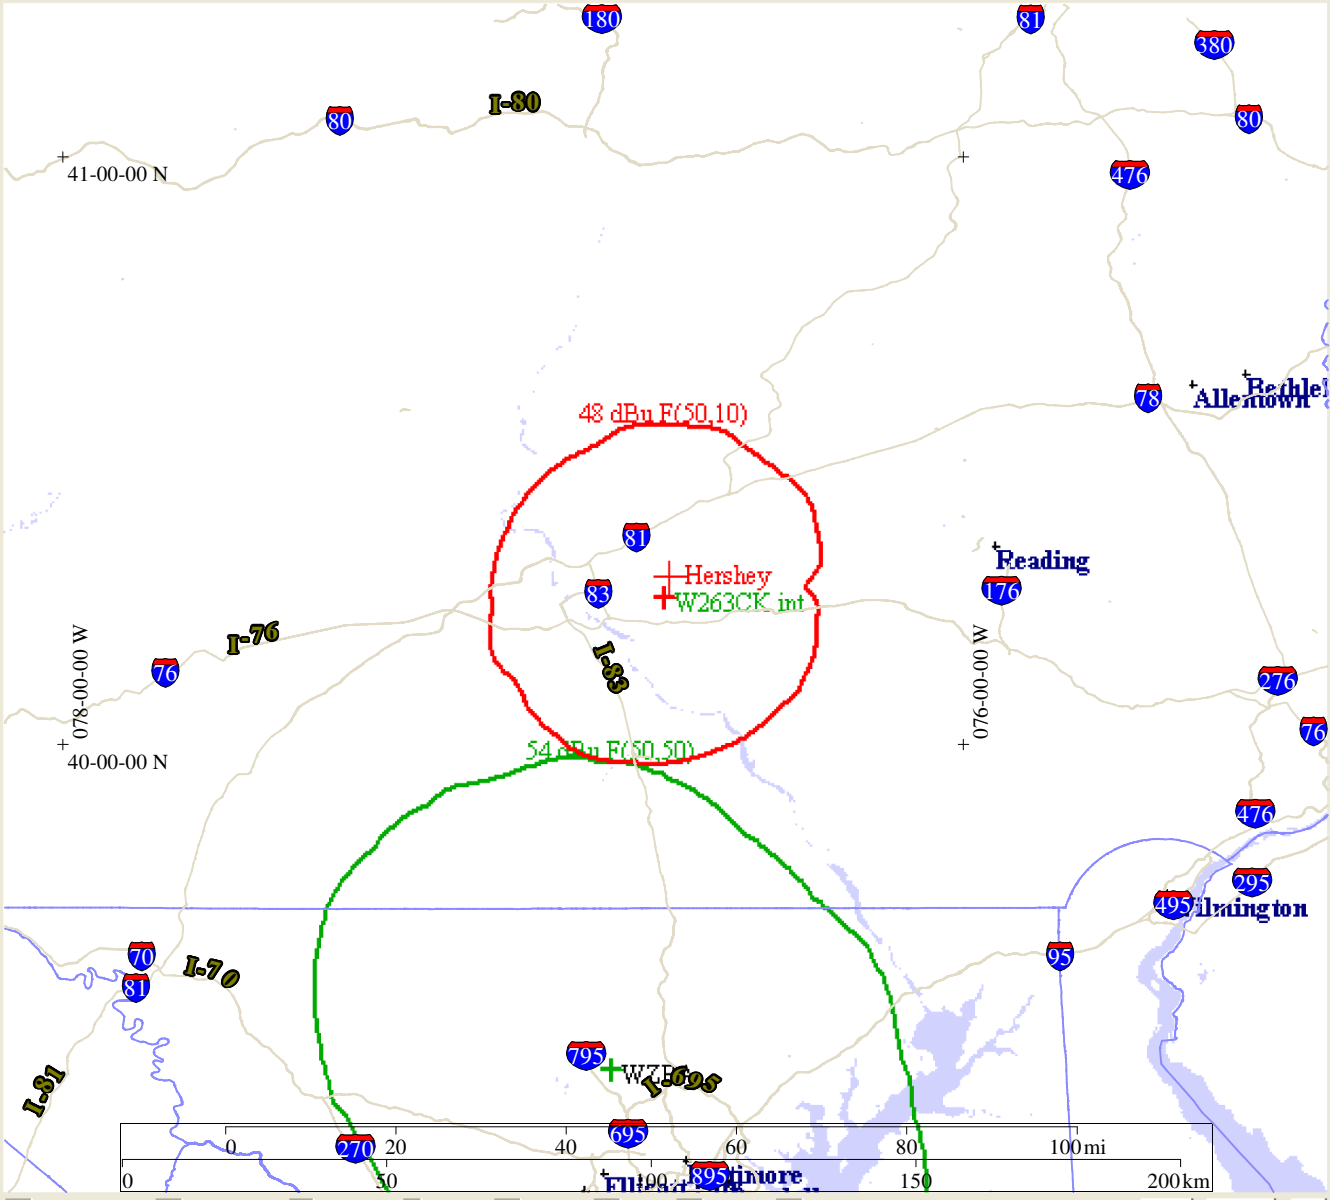 180
81
380
I-80
80
80
41-00-00 N
476
78
Allentown
48 dBu F(50,10)
81
Reading
Hershey
83
176
W263CK int
I-76
078-00-00 W
076-00-00 W
I-83
76
276
76
54 dBu F(50,50)
40-00-00 N
476
295
495
70
I-70
95
81
795
I-695
I-81
0 20 40 60 80 100 mi
695
270
0 50 100 150 200 km
895